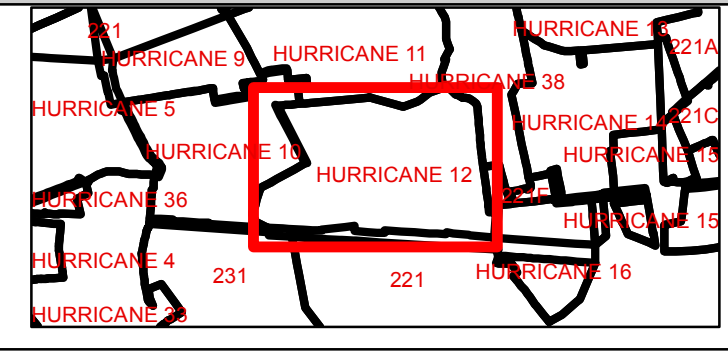 221
HURRICANE 13
HURRICANE 9
HURRICANE 11
221A
HURRICANE 38
HURRICANE 5
HURRICANE 14
221C
HURRICANE 10
HURRICANE 15
HURRICANE 12
HURRICANE 36
221F
HURRICANE 15
HURRICANE 4
231
221
HURRICANE 16
HURRICANE 33